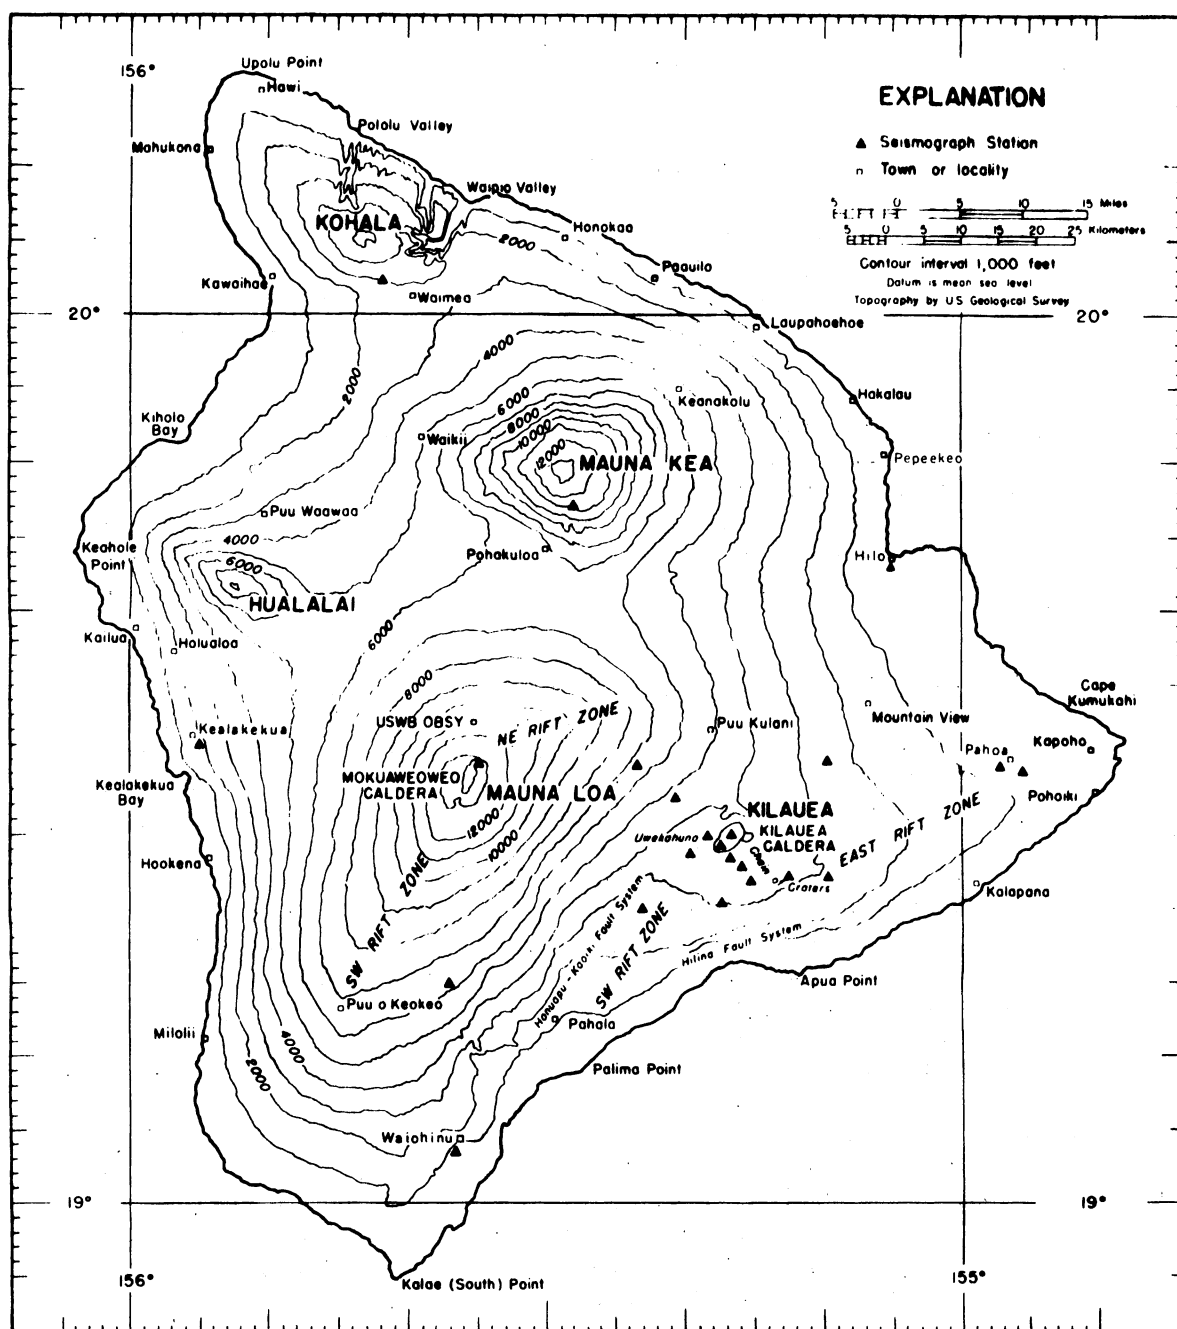 156°
Upolu Point
Hawi
Pololu Valley
Mahukona
Waipio Valley
KOHALA
Honokaa
2000
Kawaihae
Paauilo
Waimea
EXPLANATION
Seismograph Station
Town or locality
5 0 5 10 15 Miles
5 0 5 10 15 20 25 Kilometers
Contour interval 1,000 feet
Datum is mean sea level
Topography by US Geological Survey
20°
20°
Laupahoehoe
4000
2000
6000
Keanakolu
Hakalau
8000
Kiholo
Bay
Waikii
10000
12000
MAUNA KEA
Pepeekeo
Puu Waawaa
4000
Keahole
Point
Pohakuloa
Hilo
6000
HUALALAI
Kailua
Holualoa
6000
8000
Cape
Kumukahi
USWB OBSY
NE RIFT ZONE
Mountain View
Kealakekua
Puu Kulani
Kapoho
Pahoa
MOKUAWEOWEO
CALDERA
MAUNA LOA
Kealakekua
Bay
Pohoiki
KILAUEA
12000
Uwekahuna
KILAUEA
CALDERA
10000
EAST RIFT ZONE
Chain
Craters
Hookena
SW RIFT ZONE
Kalapana
Honuapu - Kaoiki Fault System
SW RIFT ZONE
Hilina Fault System
Apua Point
Puu o Keokeo
Pahala
Milolii
4000
2000
Palima Point
Waiohinu
19°
19°
156°
Kalae (South) Point
155°